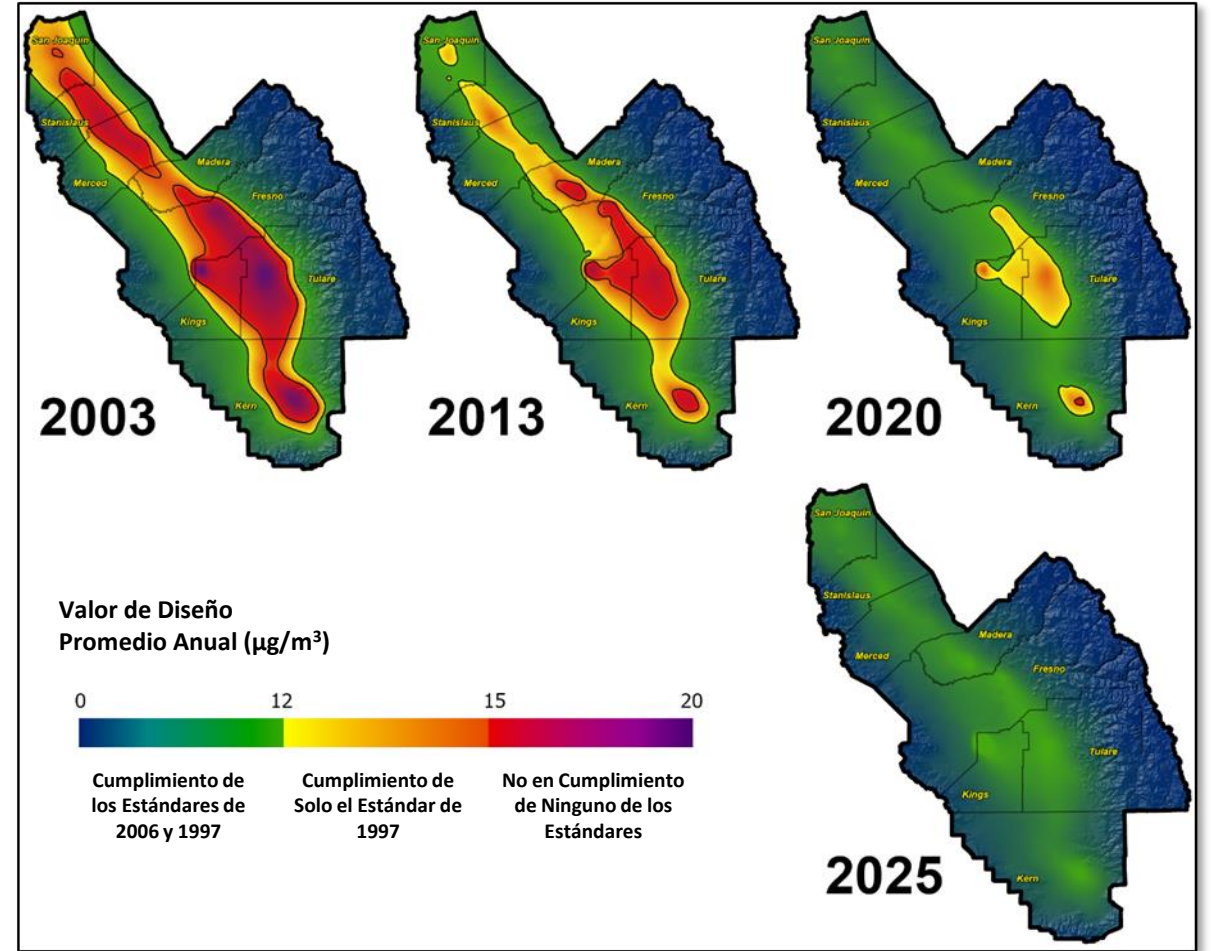 San Joaquin
Stanislaus
Merced
Madera
Fresno
Tulare
Kings
Kern
2003
San Joaquin
Stanislaus
Merced
Madera
Fresno
Tulare
Kings
Kern
2013
San Joaquin
Stanislaus
Merced
Madera
Fresno
Tulare
Kings
Kern
2020
San Joaquin
Stanislaus
Merced
Madera
Fresno
Tulare
Kings
Kern
2025
Valor de Diseño
Promedio Anual (µg/m³)
0 12 15 20
Cumplimiento de
los Estándares de
2006 y 1997
Cumplimiento de
Solo el Estándar de
1997
No en Cumplimiento
de Ninguno de los
Estándares